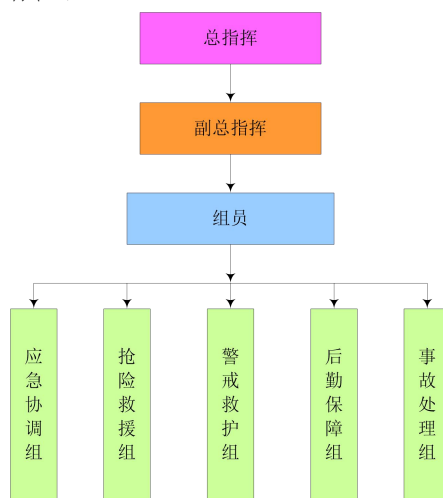 总指挥
副总指挥
组员
应急协调组
抢险救援组
警戒救护组
后勤保障组
事故处理组